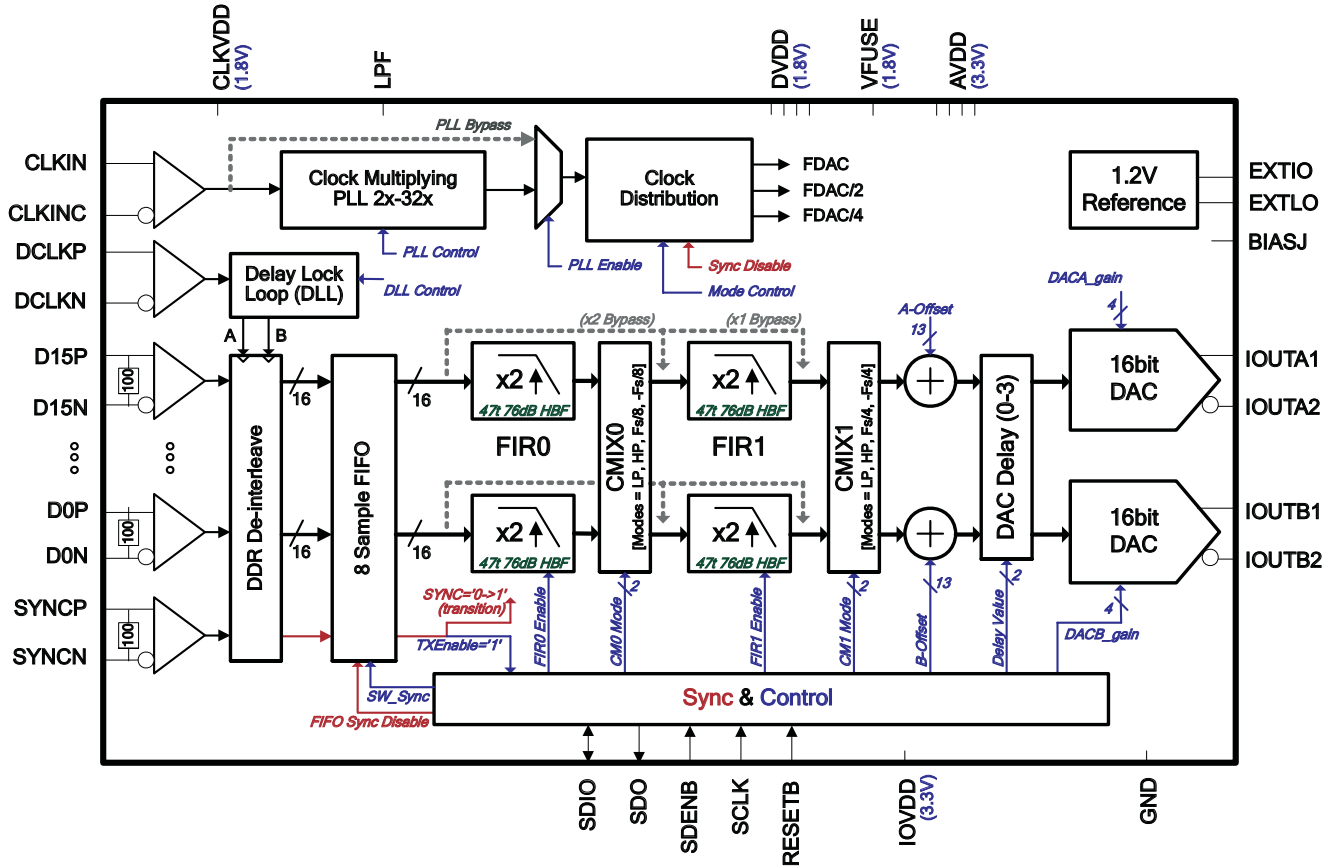 CLKVDD
(1.8V)
LPF
DVDD
(1.8V)
VFUSE
(1.8V)
AVDD
(3.3V)
CLKIN
CLKINC
PLL Bypass
Clock Multiplying
PLL 2x-32x
Clock
Distribution
FDAC
FDAC/2
FDAC/4
1.2V
Reference
EXTIO
EXTLO
BIASJ
PLL Control
PLL Enable
Sync Disable
Mode Control
DCLKP
DCLKN
Delay Lock
Loop (DLL)
DLL Control
A
B
DACA_gain
4
A-Offset
13
(x2 Bypass)
(x1 Bypass)
D15P
100
D15N
DDR De-interleave
16
8 Sample FIFO
16
x2
47t 76dB HBF
FIR0
CMIX0
[Modes = LP, HP, Fs/8, -Fs/8]
x2
47t 76dB HBF
FIR1
CMIX1
[Modes = LP, HP, Fs/4, -Fs/4]
DAC Delay (0-3)
16bit
DAC
IOUTA1
IOUTA2
D0P
100
D0N
16
16
x2
47t 76dB HBF
x2
47t 76dB HBF
16bit
DAC
IOUTB1
IOUTB2
SYNCP
100
SYNCN
SYNC='0->1'
(transition)
TXEnable='1'
FIR0 Enable
CM0 Mode
2
FIR1 Enable
CM1 Mode
2
B-Offset
13
Delay Value
2
DACB_gain
4
SW_Sync
FIFO Sync Disable
Sync & Control
SDIO
SDO
SDENB
SCLK
RESETB
IOVDD
(3.3V)
GND